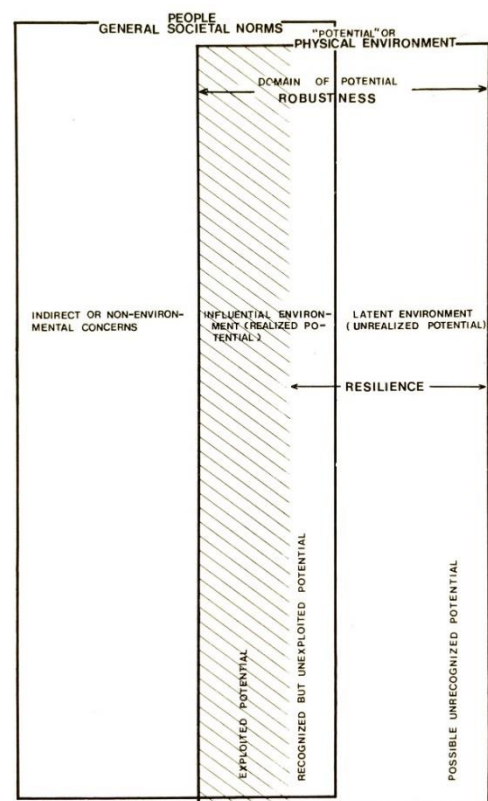 PEOPLE
GENERAL SOCIETAL NORMS
"POTENTIAL" OR
PHYSICAL ENVIRONMENT
DOMAIN OF POTENTIAL
ROBUSTNESS
INDIRECT OR NON-ENVIRON-
MENTAL CONCERNS
INFLUENTIAL ENVIRON-
MENT (REALIZED PO-
TENTIAL)
LATENT ENVIRONMENT
(UNREALIZED POTENTIAL)
RESILIENCE
EXPLOITED POTENTIAL
RECOGNIZED BUT UNEXPLOITED POTENTIAL
POSSIBLE UNRECOGNIZED POTENTIAL